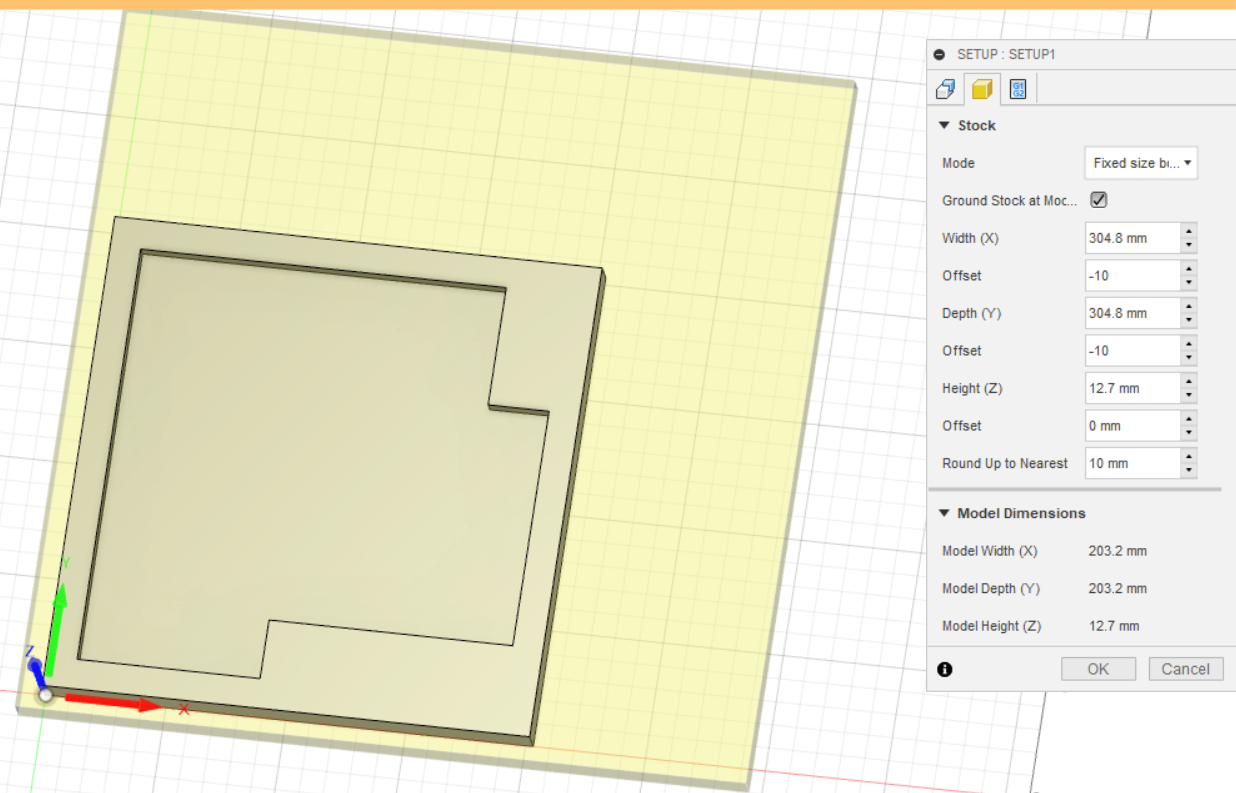 SETUP : SETUP1
G1
G2
Stock
Mode Fixed size b...
Ground Stock at Moc...
Width (X) 304.8 mm
Offset -10
Depth (Y) 304.8 mm
Offset -10
Height (Z) 12.7 mm
Offset 0 mm
Round Up to Nearest 10 mm
Model Dimensions
Model Width (X) 203.2 mm
Model Depth (Y) 203.2 mm
Model Height (Z) 12.7 mm
OK Cancel
Y
Z
X